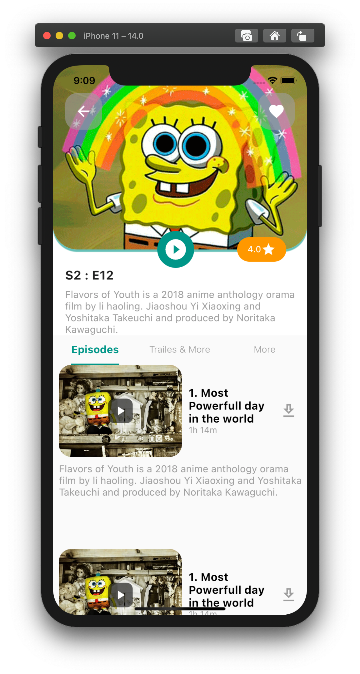 iPhone 11 – 14.0
9:09
4.0
S2 : E12
Flavors of Youth is a 2018 anime anthology orama
film by li haoling. Jiaoshou Yi Xiaoxing and
Yoshitaka Takeuchi and produced by Noritaka
Kawaguchi.
Episodes Trailes & More More
1. Most
Powerfull day
in the world
1h 14m
Flavors of Youth is a 2018 anime anthology orama
film by li haoling. Jiaoshou Yi Xiaoxing and Yoshitaka
Takeuchi and produced by Noritaka Kawaguchi.
1. Most
Powerfull day
in the world